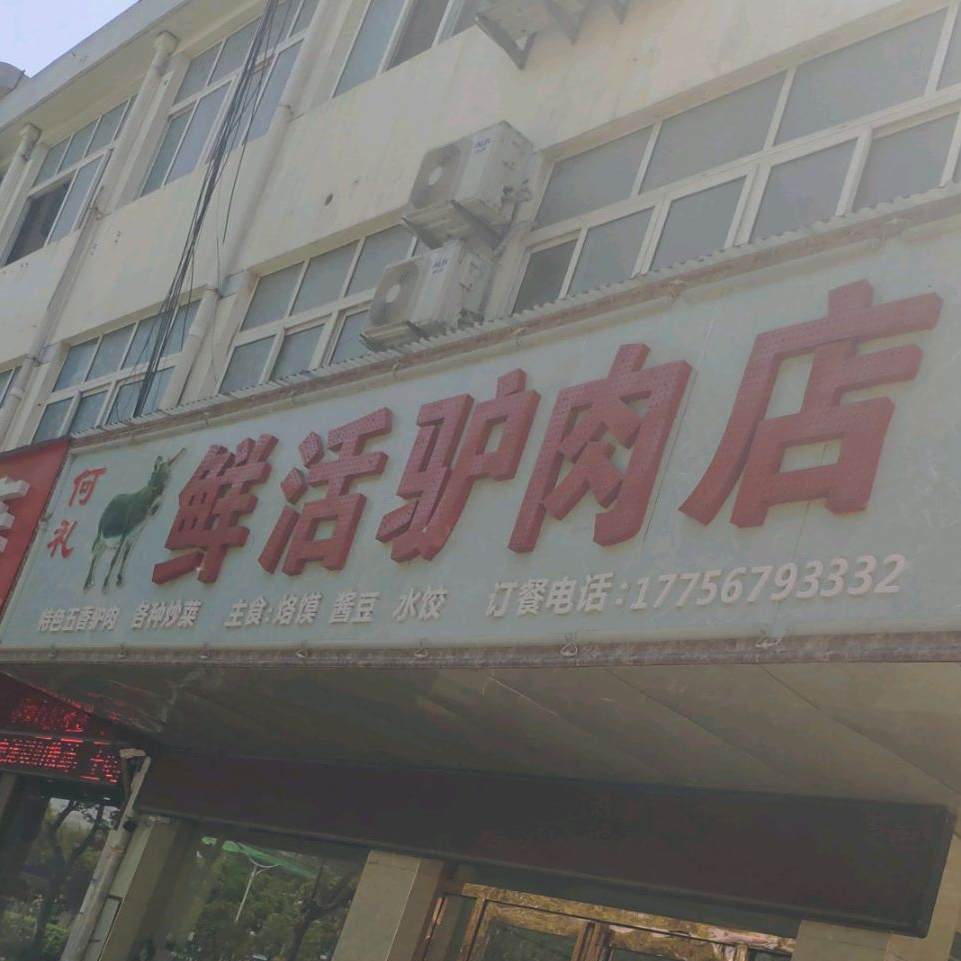 何礼
鲜活驴肉店
特色五香驴肉 各种炒菜 主食:烙馍 酱豆 水饺 订餐电话:17756793332